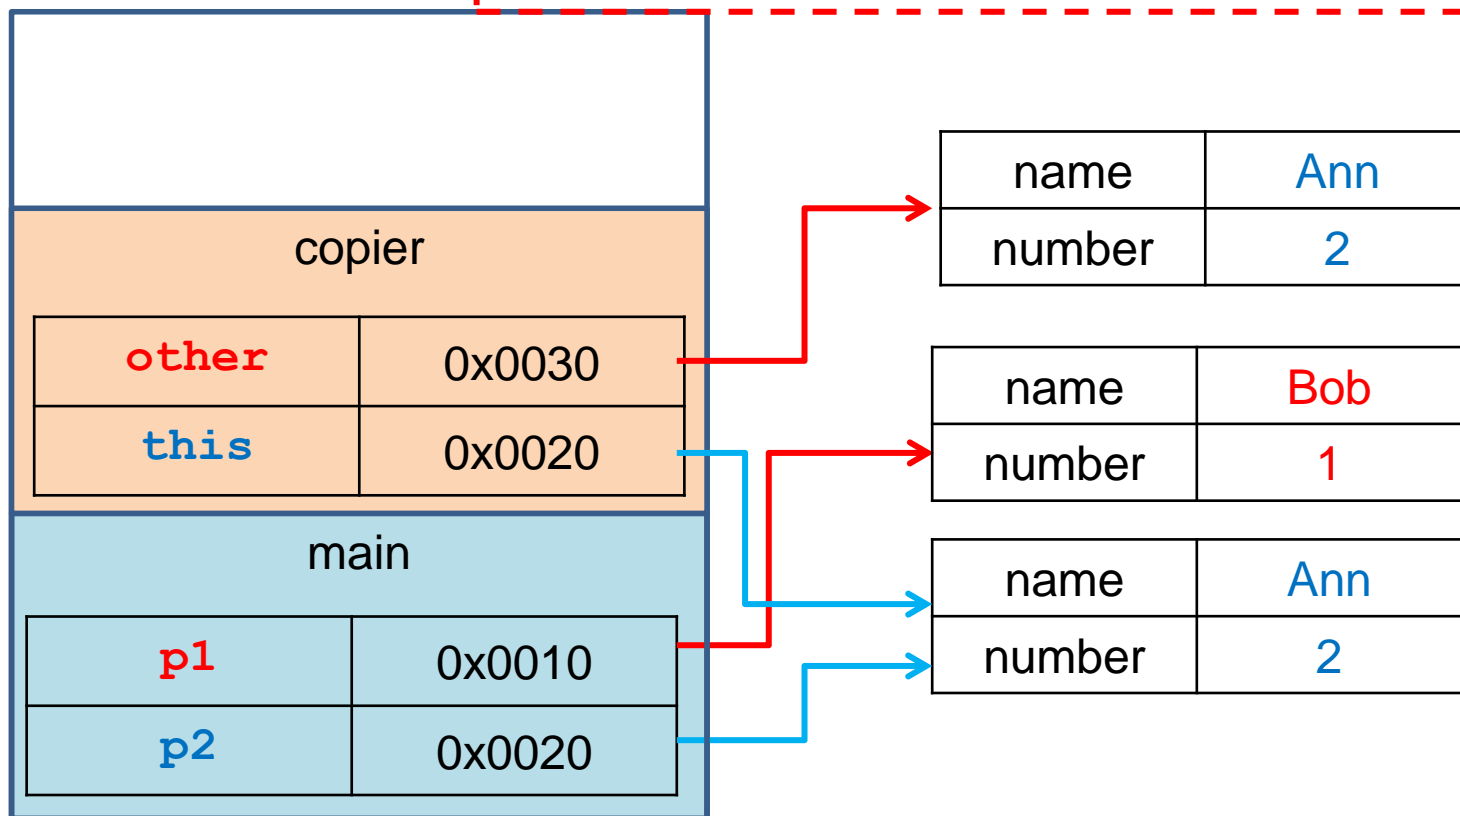 copier
other 0x0030
this 0x0020
main
p1 0x0010
p2 0x0020
name Ann
number 2
name Bob
number 1
name Ann
number 2